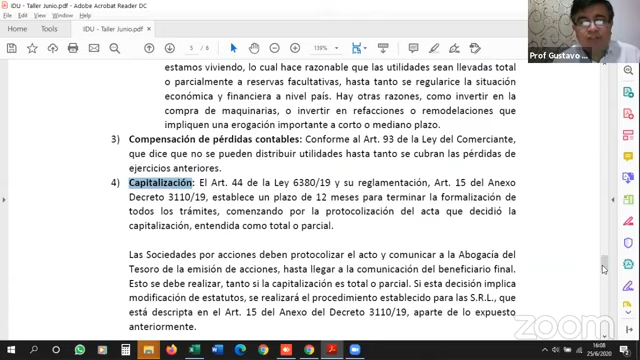 IDU - Taller Junio..pdf - Adobe Acrobat Reader DC
Home Tools IDU - Taller Junio..pdf
5 / 6 139%
Prof Gustavo ...
estamos viviendo, lo cual hace razonable que las utilidades sean llevadas total
o parcialmente a reservas facultativas, hasta tanto se regularice la situación
económica y financiera a nivel país. Hay otras razones, como invertir en la
compra de maquinarias, o invertir en refacciones o remodelaciones que
impliquen una erogación importante a corto o mediano plazo.
3) Compensación de pérdidas contables: Conforme al Art. 93 de la Ley del Comerciante,
que dice que no se pueden distribuir utilidades hasta tanto se cubran las pérdidas de
ejercicios anteriores.
4) Capitalización: El Art. 44 de la Ley 6380/19 y su reglamentación, Art. 15 del Anexo
Decreto 3110/19, establece un plazo de 12 meses para terminar la formalización de
todos los trámites, comenzando por la protocolización del acta que decidió la
capitalización, entendida como total o parcial.
Las Sociedades por acciones deben protocolizar el acto y comunicar a la Abogacía del
Tesoro de la emisión de acciones, hasta llegar a la comunicación del beneficiario final.
Esto se debe realizar, tanto si la capitalización es total o parcial. Si esta decisión implica
modificación de estatutos, se realizará el procedimiento establecido para las S.R.L., que
está descripta en el Art. 15 del Anexo del Decreto 3110/19, aparte de lo expuesto
anteriormente.
zoom
16:08
25/6/2020